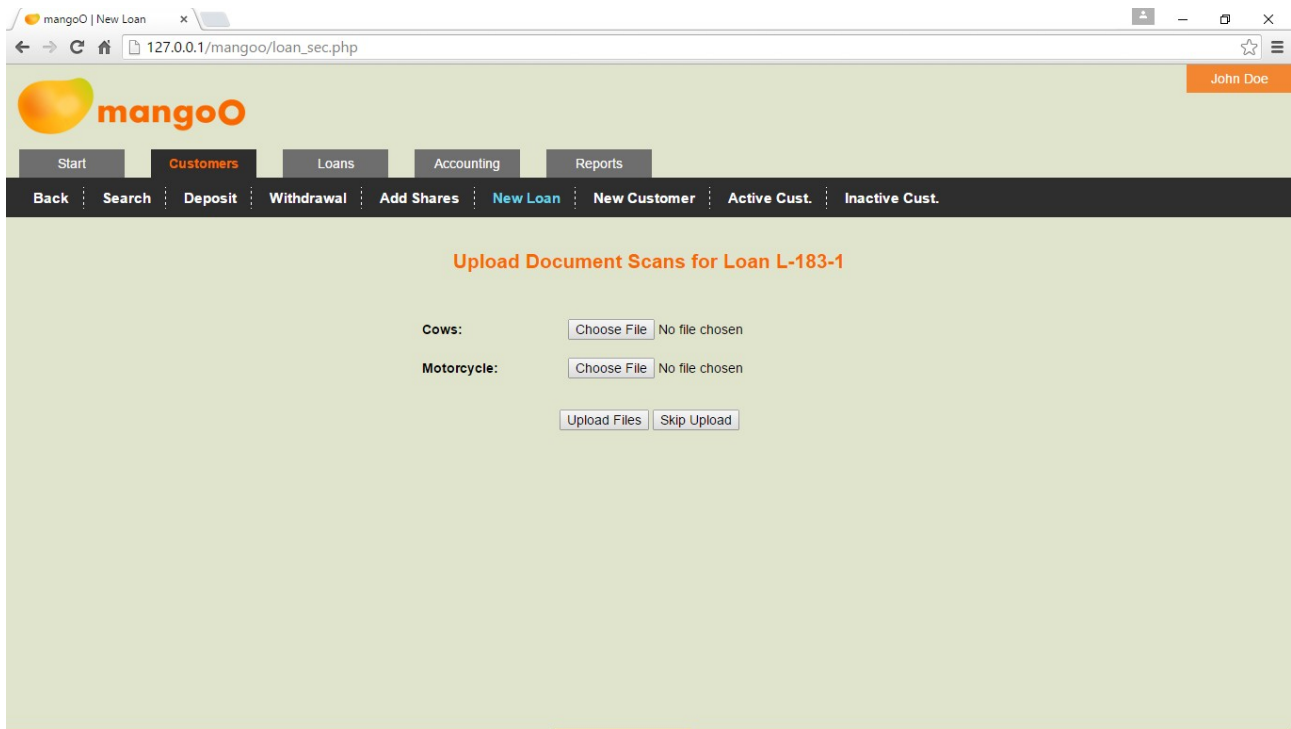 mangoO | New Loan
127.0.0.1/mangoo/loan_sec.php
John Doe
mangoO
Start Customers Loans Accounting Reports
Back Search Deposit Withdrawal Add Shares New Loan New Customer Active Cust. Inactive Cust.
Upload Document Scans for Loan L-183-1
Cows: Choose File No file chosen
Motorcycle: Choose File No file chosen
Upload Files Skip Upload